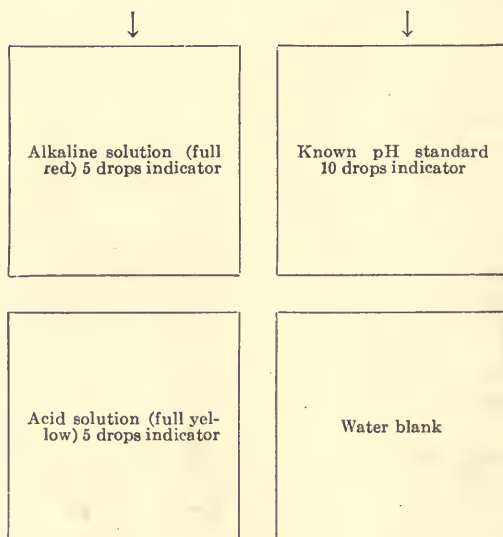 Alkaline solution (full
red.) 5 drops indicator
Known pH standard
10 drops indicator
Acid solution (full yel-
low) 5 drops indicator
Water blank